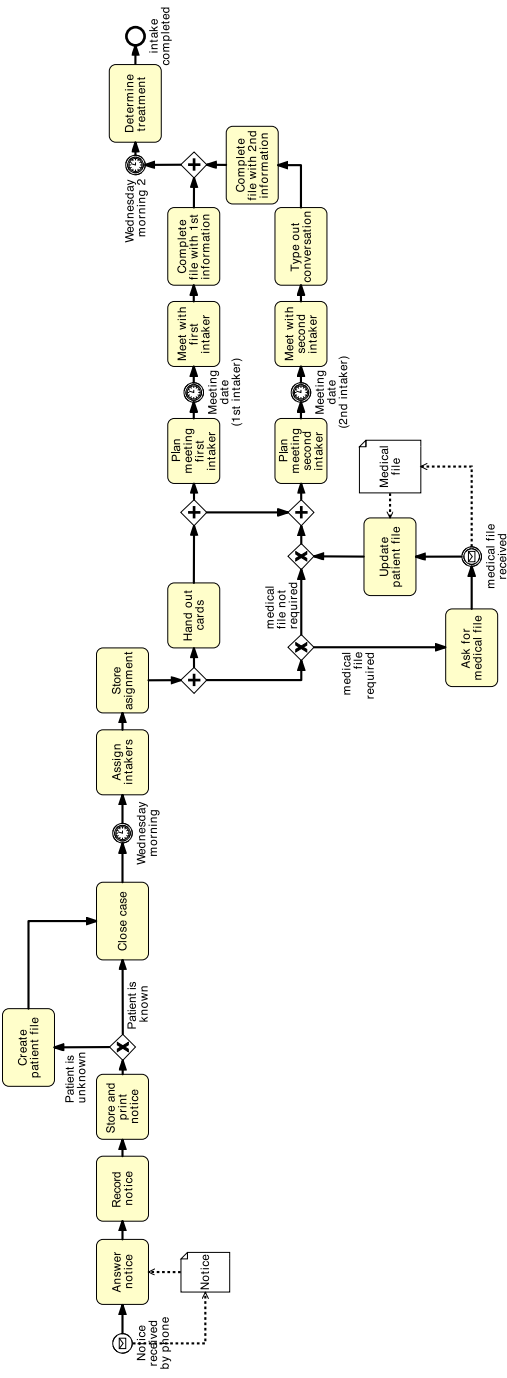 Notice
received
by phone
Notice
Answer
notice
Record
notice
Store and
print
notice
Patient is
unknown
Patient is
known
Create
patient file
Close case
Wednesday
morning
Assign
intakers
Store
asignment
Hand out
cards
medical
file not
required
medical file
required
Ask for
medical file
medical file
received
Update
patient file
Medical
file
Plan
meeting
first
intaker
Meeting
date
(1st intaker)
Meet with
first
intaker
Complete
file with 1st
information
Plan
meeting
second
intaker
Meeting
date
(2nd intaker)
Meet with
second
intaker
Type out
conversation
Complete
file with 2nd
information
Wednesday
morning 2
Determine
treatment
intake
completed